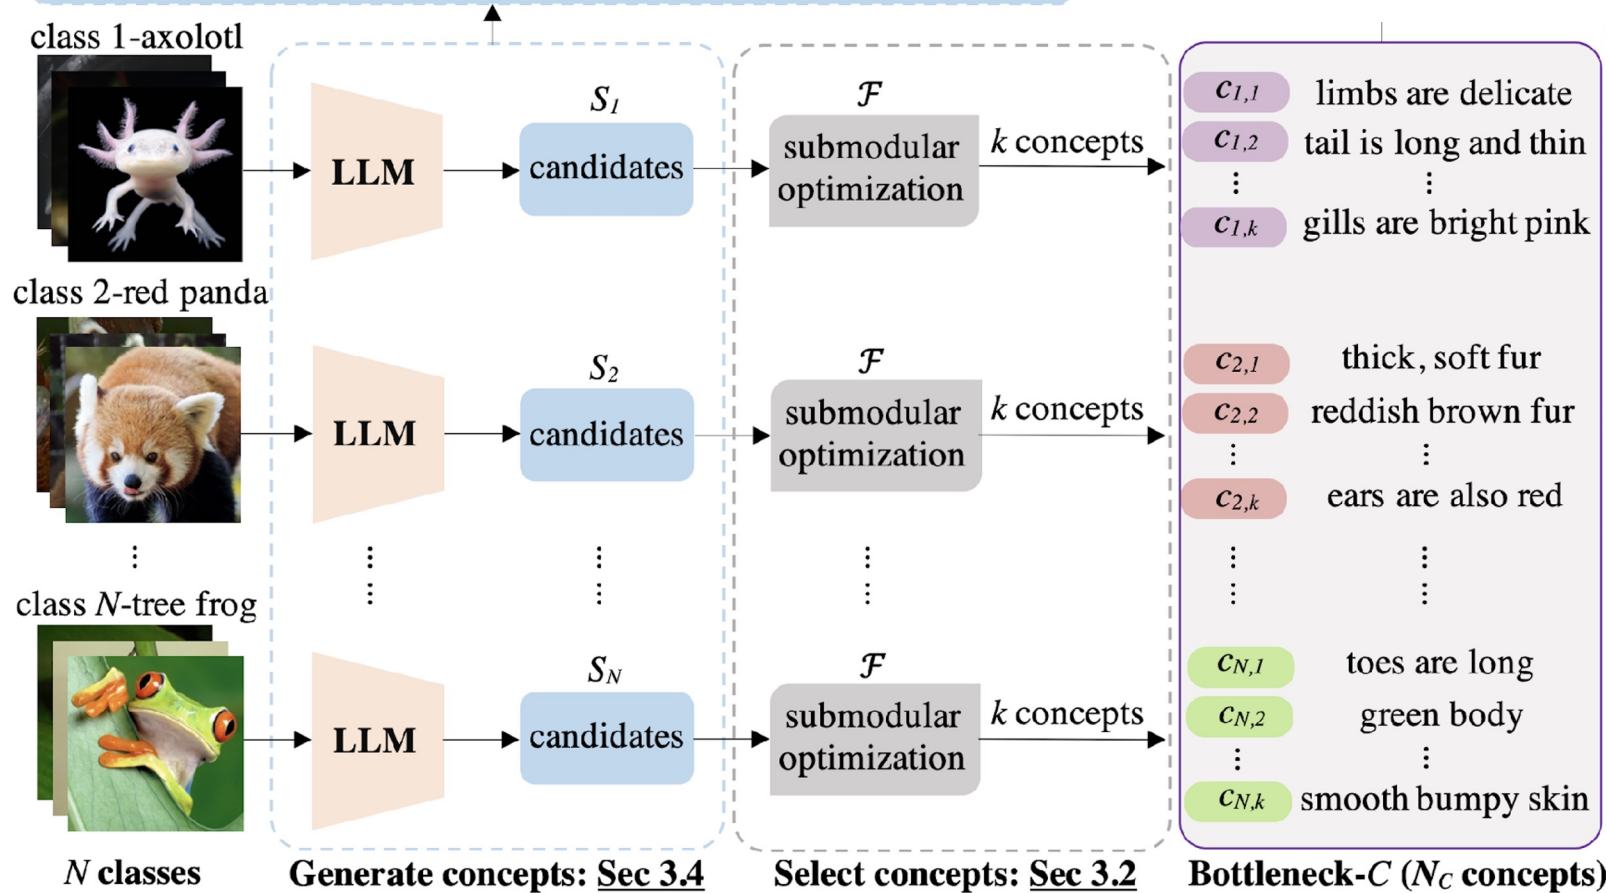 class 1-axolotl
LLM
S1
candidates
F
submodular
optimization
k concepts
c1,1 limbs are delicate
c1,2 tail is long and thin
⋮ ⋮
c1,k gills are bright pink
class 2-red panda
LLM
S2
candidates
F
submodular
optimization
k concepts
c2,1 thick, soft fur
c2,2 reddish brown fur
⋮ ⋮
c2,k ears are also red
class N-tree frog
LLM
SN
candidates
F
submodular
optimization
k concepts
cN,1 toes are long
cN,2 green body
⋮ ⋮
cN,k smooth bumpy skin
N classes
Generate concepts: Sec 3.4
Select concepts: Sec 3.2
Bottleneck-C (NC concepts)